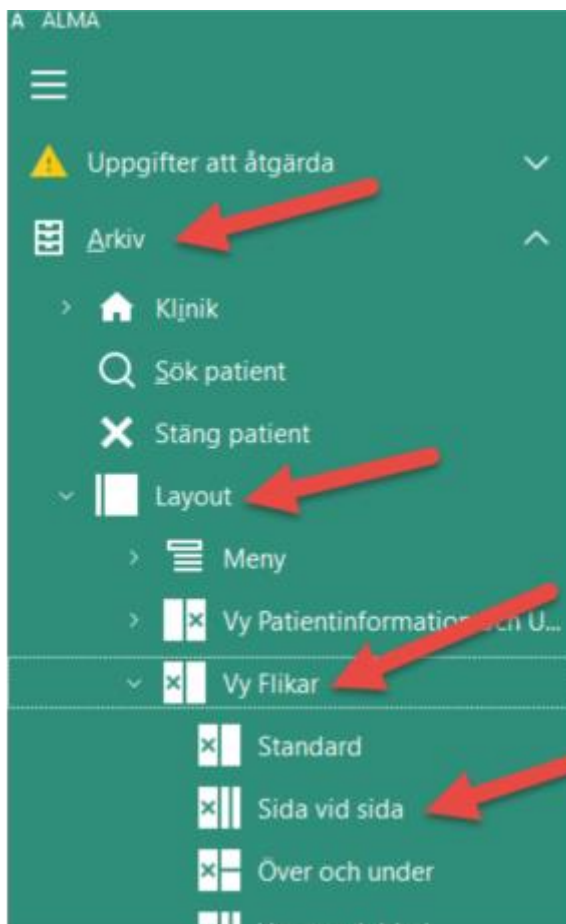 A ALMA
Uppgifter att åtgärda
Arkiv
Klinik
Sök patient
Stäng patient
Layout
Meny
Vy Patientinformation och U...
Vy Flikar
Standard
Sida vid sida
Över och under